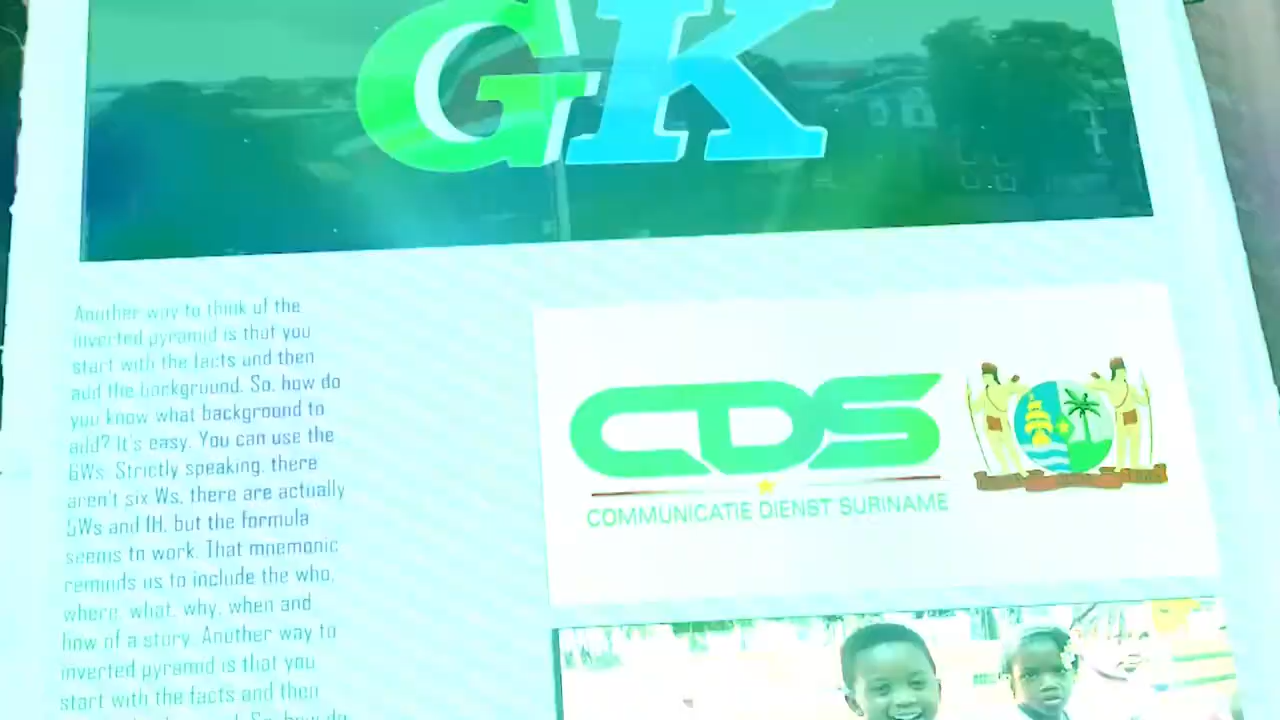 GK
Another way to think of the
inverted pyramid is that you
start with the facts and then
add the background. So, how do
you know what background to
add? It's easy. You can use the
6Ws. Strictly speaking, there
aren't six Ws, there are actually
5Ws and 1H, but the formula
seems to work. That mnemonic
reminds us to include the who,
where, what, why, when and
how of a story. Another way to
inverted pyramid is that you
start with the facts and then
CDS
COMMUNICATIE DIENST SURINAME